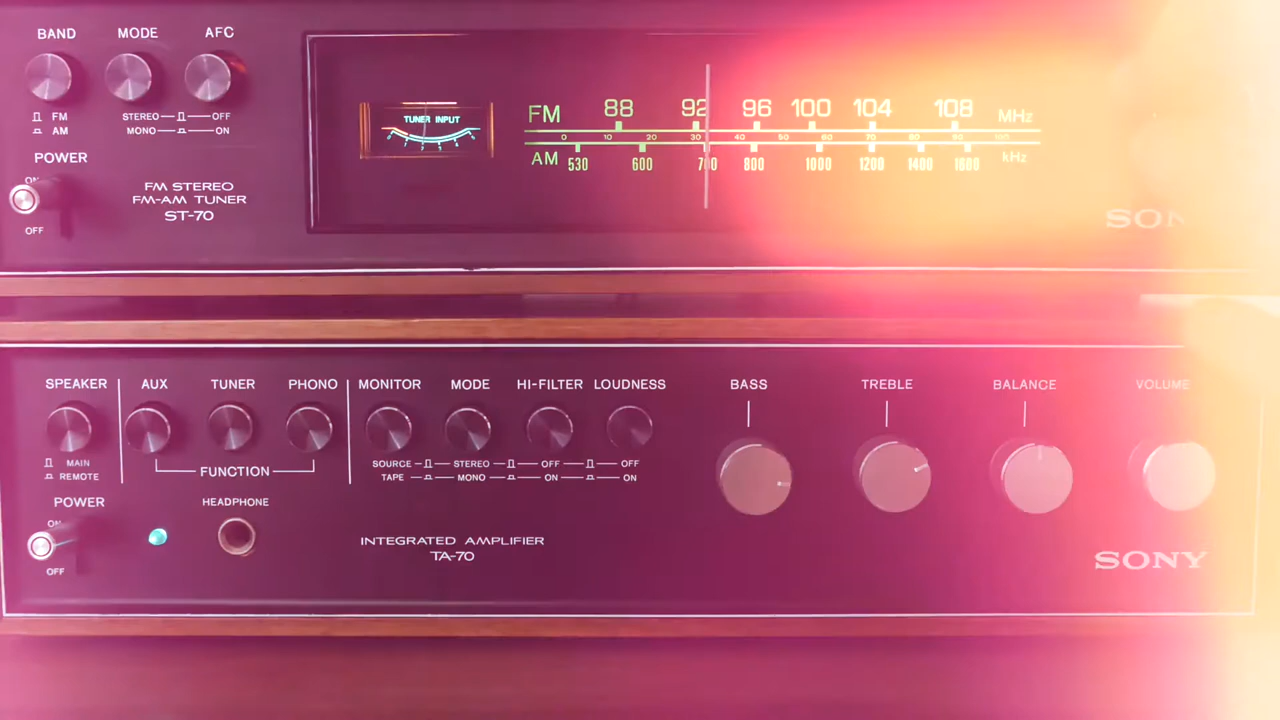 BAND MODE AFC
FM STEREO OFF
AM MONO ON
POWER
ON
OFF
FM STEREO
FM-AM TUNER
ST-70
TUNER INPUT
FM 88 92 96 100 104 108 MHz
0 10 20 30 40 50 60 70 80 90 100
AM 530 600 700 800 1000 1200 1400 1600 kHz
SONY
SPEAKER AUX TUNER PHONO MONITOR MODE HI-FILTER LOUDNESS BASS TREBLE BALANCE VOLUME
MAIN SOURCE STEREO OFF OFF
REMOTE FUNCTION TAPE MONO ON ON
POWER HEADPHONE
ON
OFF
INTEGRATED AMPLIFIER
TA-70
SONY